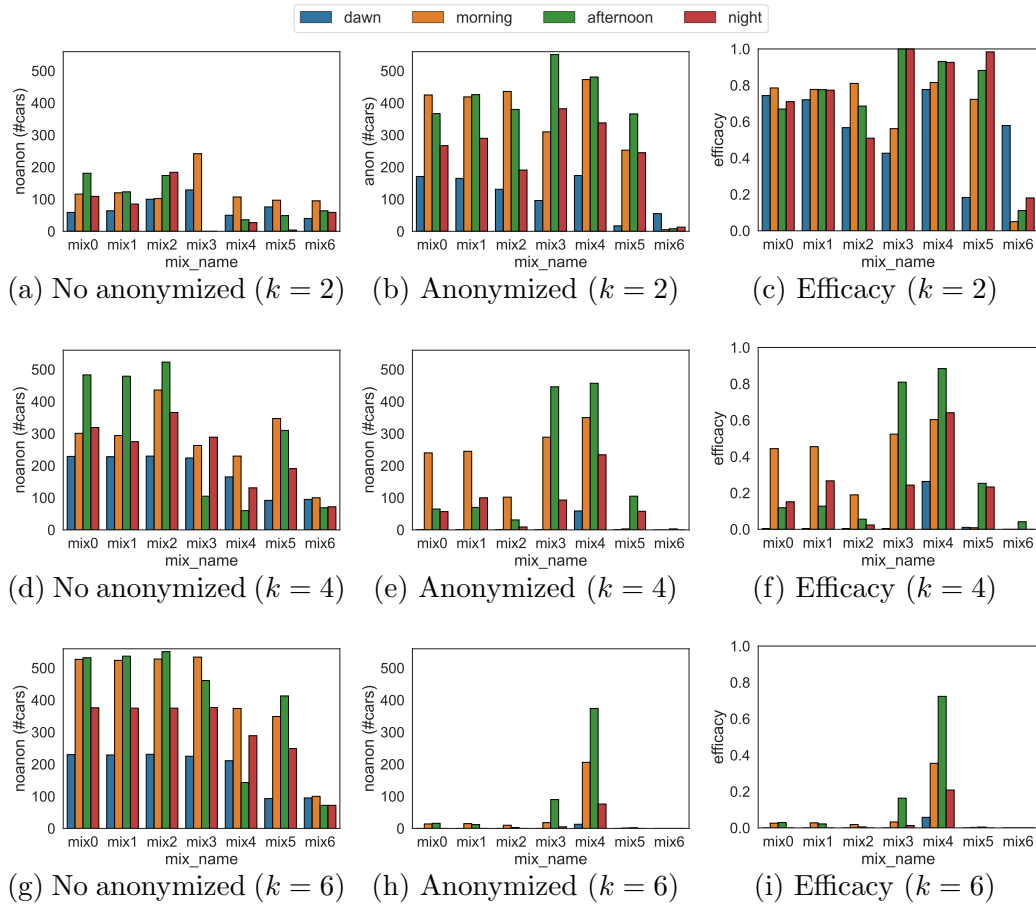 dawn morning afternoon night
500
400
300
200
100
0
noanon (#cars)
mix0 mix1 mix2 mix3 mix4 mix5 mix6
mix_name
(a) No anonymized (k = 2)
500
400
300
200
100
0
anon (#cars)
mix0 mix1 mix2 mix3 mix4 mix5 mix6
mix_name
(b) Anonymized (k = 2)
1.0
0.8
0.6
0.4
0.2
0.0
efficacy
mix0 mix1 mix2 mix3 mix4 mix5 mix6
mix_name
(c) Efficacy (k = 2)
500
400
300
200
100
0
noanon (#cars)
mix0 mix1 mix2 mix3 mix4 mix5 mix6
mix_name
(d) No anonymized (k = 4)
500
400
300
200
100
0
noanon (#cars)
mix0 mix1 mix2 mix3 mix4 mix5 mix6
mix_name
(e) Anonymized (k = 4)
1.0
0.8
0.6
0.4
0.2
0.0
efficacy
mix0 mix1 mix2 mix3 mix4 mix5 mix6
mix_name
(f) Efficacy (k = 4)
500
400
300
200
100
0
noanon (#cars)
mix0 mix1 mix2 mix3 mix4 mix5 mix6
mix_name
(g) No anonymized (k = 6)
500
400
300
200
100
0
noanon (#cars)
mix0 mix1 mix2 mix3 mix4 mix5 mix6
mix_name
(h) Anonymized (k = 6)
1.0
0.8
0.6
0.4
0.2
0.0
efficacy
mix0 mix1 mix2 mix3 mix4 mix5 mix6
mix_name
(i) Efficacy (k = 6)